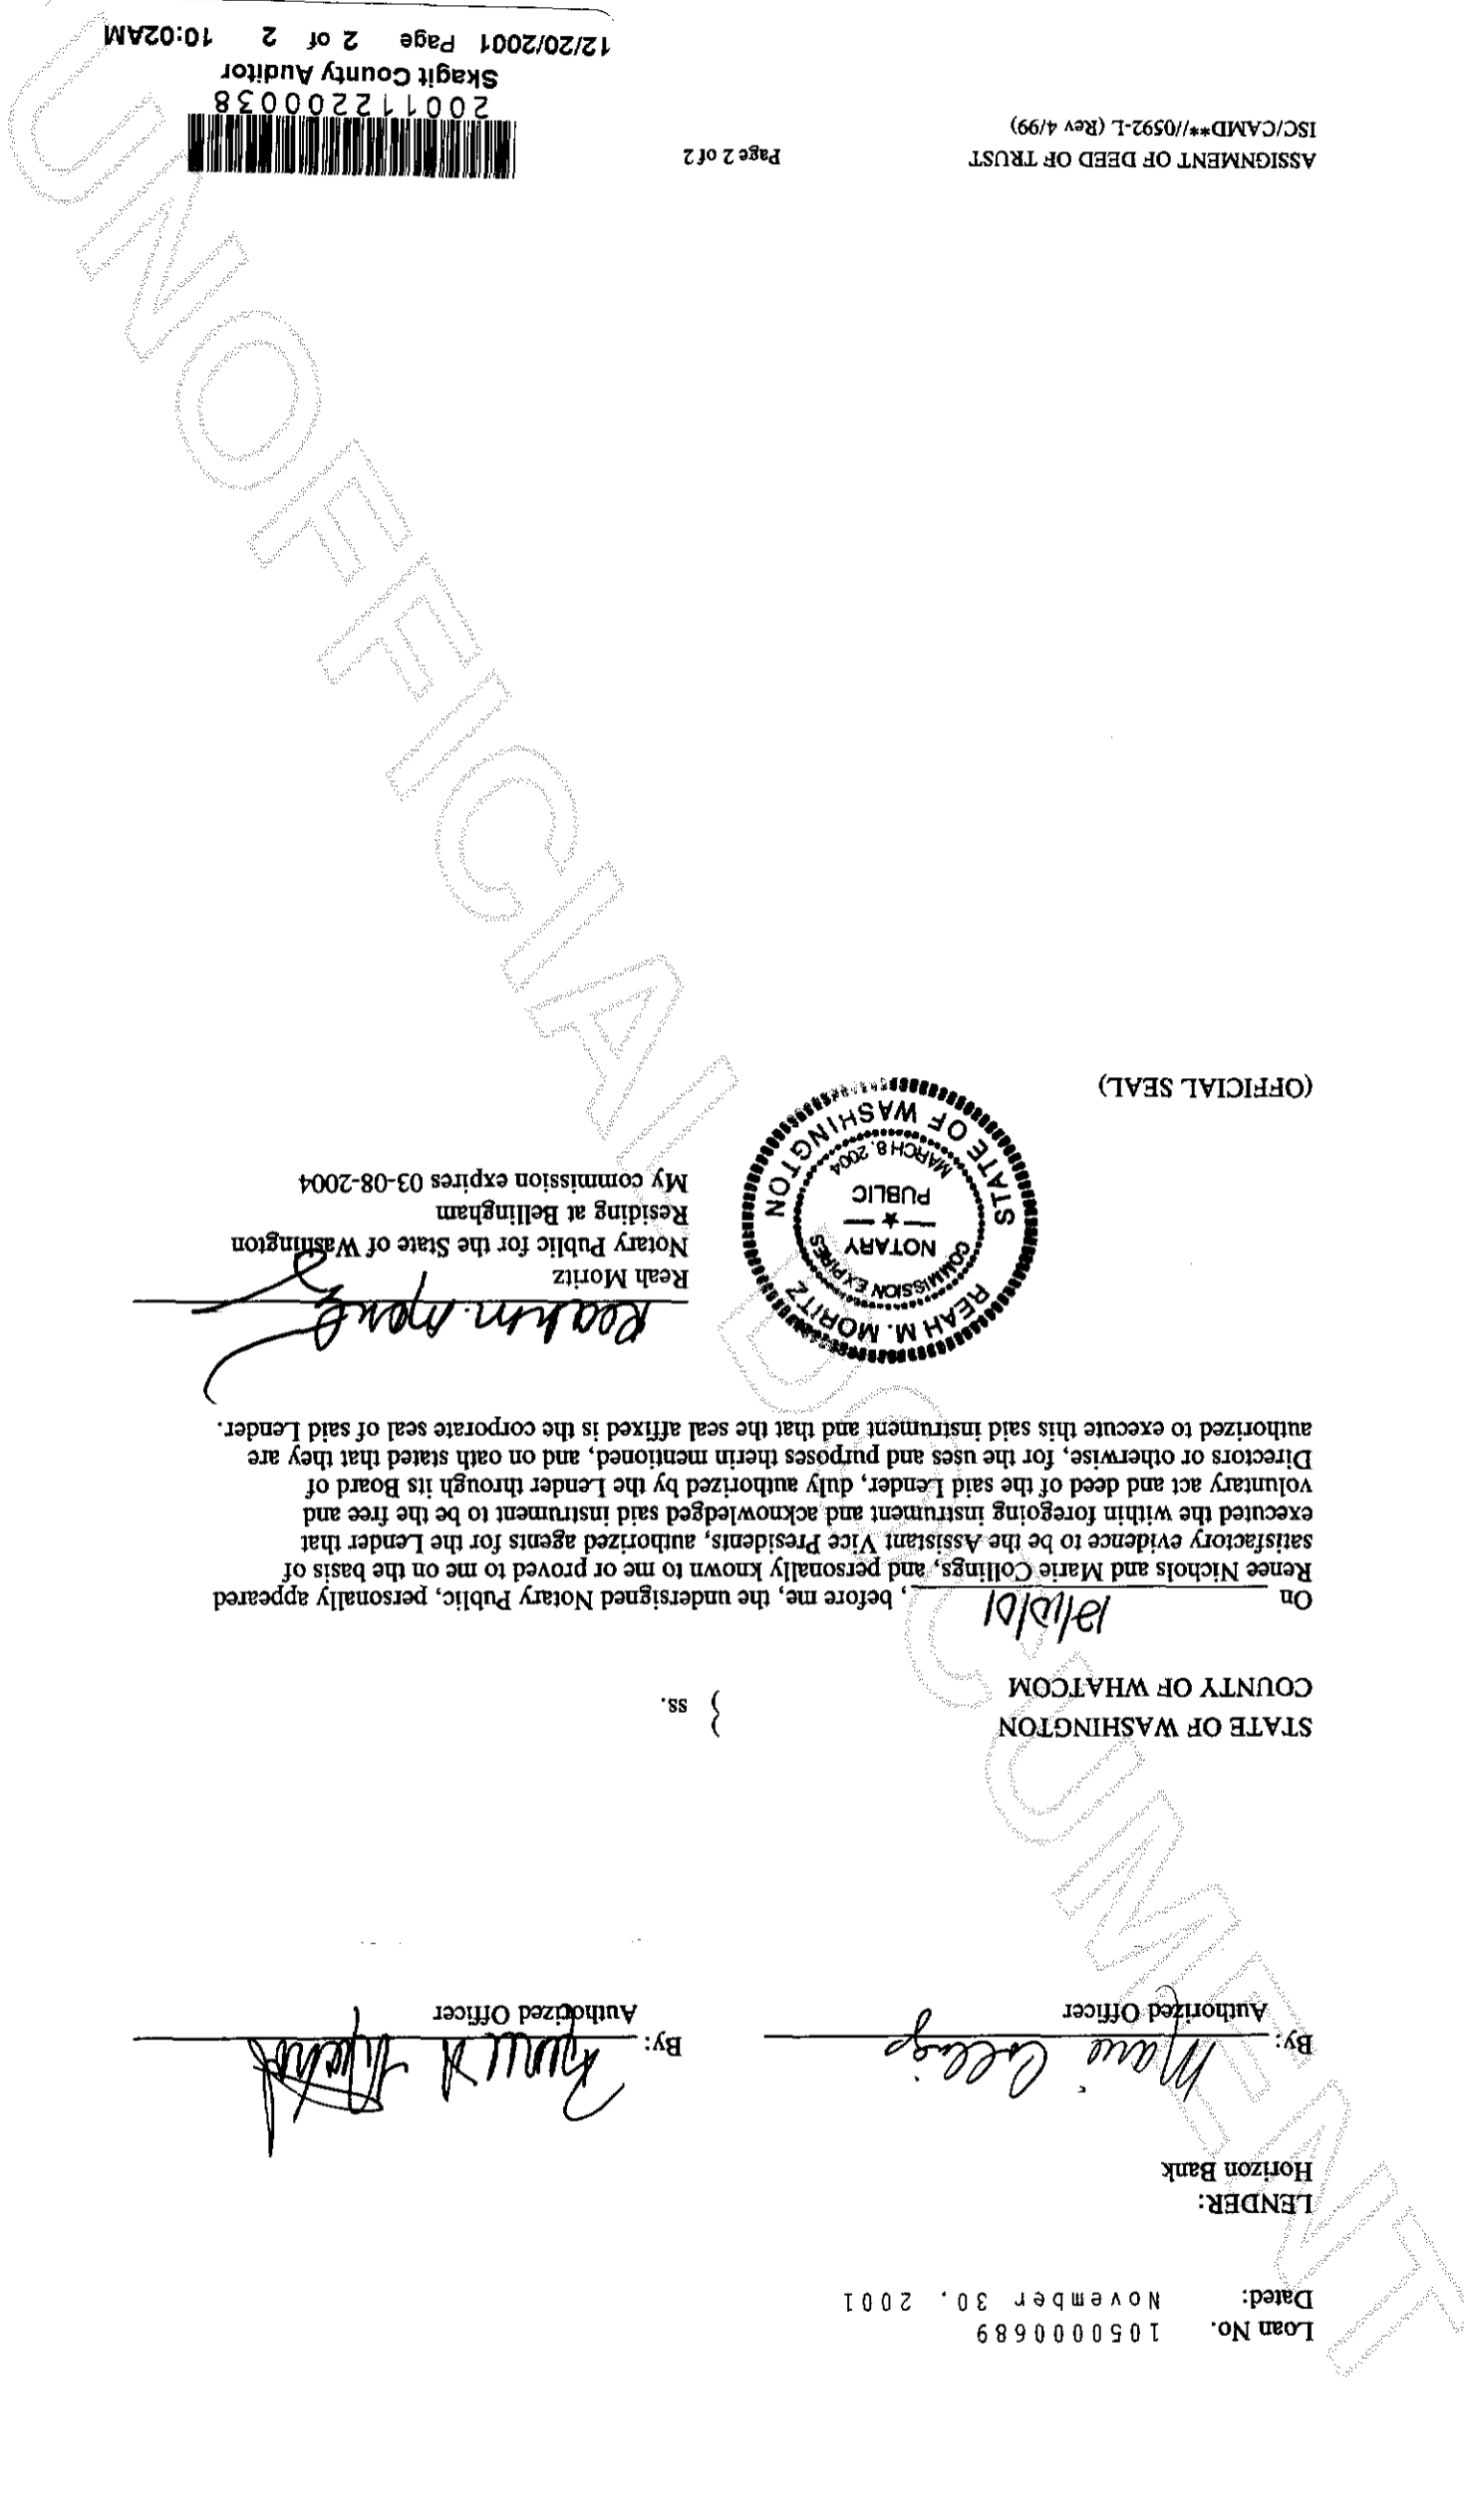 Loan No. 1050000689
Dated: November 30, 2001
LENDER:
Horizon Bank
By: Marie Collings By: Renee N Nichols
Authorized Officer Authorized Officer
STATE OF WASHINGTON
} ss.
COUNTY OF WHATCOM
On 12/10/01, before me, the undersigned Notary Public, personally appeared
Renee Nichols and Marie Collings, and personally known to me or proved to me on the basis of
satisfactory evidence to be the Assistant Vice Presidents, authorized agents for the Lender that
executed the within foregoing instrument and acknowledged said instrument to be the free and
voluntary act and deed of the said Lender, duly authorized by the Lender through its Board of
Directors or otherwise, for the uses and purposes therin mentioned, and on oath stated that they are
authorized to execute this said instrument and that the seal affixed is the corporate seal of said Lender.
REAH M. MORITZ
COMMISSION EXPIRES
NOTARY
PUBLIC
MARCH 8, 2004
STATE OF WASHINGTON
Reah M. Moritz
Reah Moritz
Notary Public for the State of Washington
Residing at Bellingham
My commission expires 03-08-2004
(OFFICIAL SEAL)
ASSIGNMENT OF DEED OF TRUST
ISC/CAMD**//0592-L (Rev 4/99)
Page 2 of 2
200112200038
Skagit County Auditor
12/20/2001 Page 2 of 2 10:02AM
UNOFFICIAL DOCUMENT